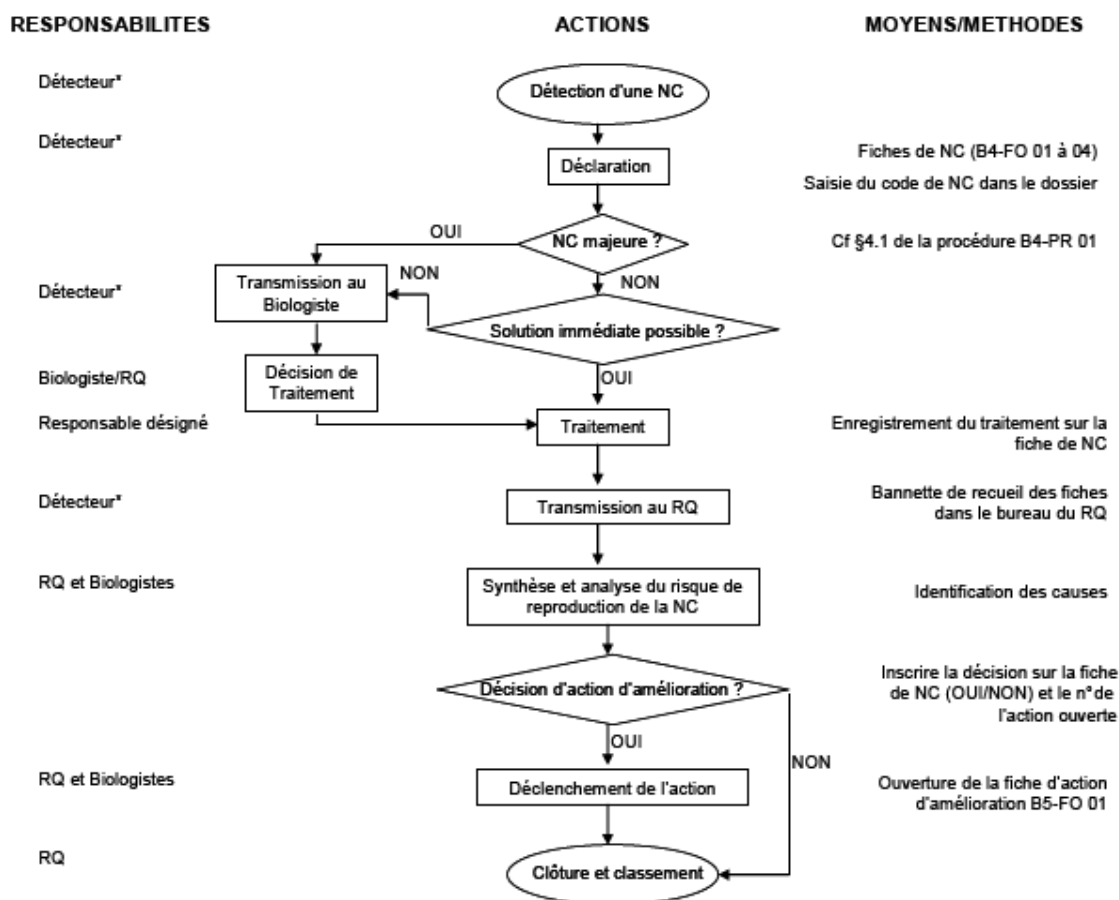 RESPONSABILITES
ACTIONS
MOYENS/METHODES
Détecteur*
Détection d'une NC
Détecteur*
Déclaration
Fiches de NC (B4-FO 01 à 04)
Saisie du code de NC dans le dossier
OUI
NC majeure ?
Cf §4.1 de la procédure B4-PR 01
Détecteur*
Transmission au
Biologiste
NON
NON
Solution immédiate possible ?
Biologiste/RQ
Décision de
Traitement
OUI
Responsable désigné
Traitement
Enregistrement du traitement sur la
fiche de NC
Détecteur*
Transmission au RQ
Bannette de recueil des fiches
dans le bureau du RQ
RQ et Biologistes
Synthèse et analyse du risque de
reproduction de la NC
Identification des causes
Décision d'action d'amélioration ?
Inscrire la décision sur la fiche
de NC (OUI/NON) et le n° de
l'action ouverte
OUI
NON
RQ et Biologistes
Déclenchement de l'action
Ouverture de la fiche d'action
d'amélioration B5-FO 01
RQ
Clôture et classement